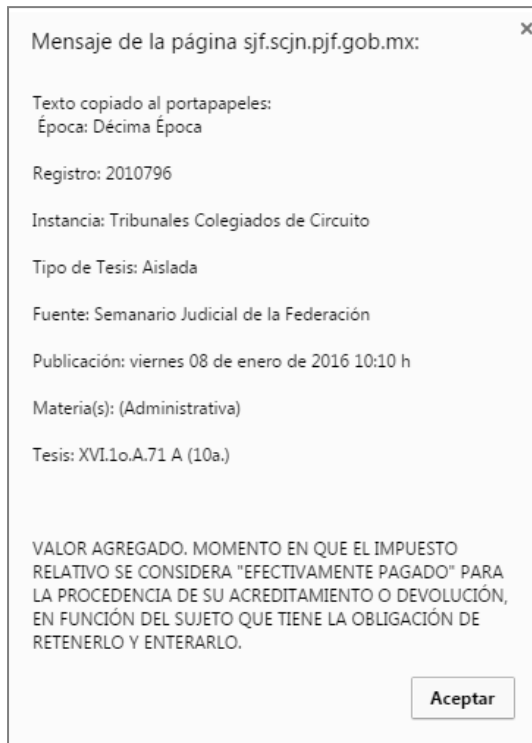 Mensaje de la página sjf.scjn.pjf.gob.mx:
Texto copiado al portapapeles:
Época: Décima Época
Registro: 2010796
Instancia: Tribunales Colegiados de Circuito
Tipo de Tesis: Aislada
Fuente: Semanario Judicial de la Federación
Publicación: viernes 08 de enero de 2016 10:10 h
Materia(s): (Administrativa)
Tesis: XVI.1o.A.71 A (10a.)
VALOR AGREGADO. MOMENTO EN QUE EL IMPUESTO
RELATIVO SE CONSIDERA "EFECTIVAMENTE PAGADO" PARA
LA PROCEDENCIA DE SU ACREDITAMIENTO O DEVOLUCIÓN,
EN FUNCIÓN DEL SUJETO QUE TIENE LA OBLIGACIÓN DE
RETENERLO Y ENTERARLO.
Aceptar